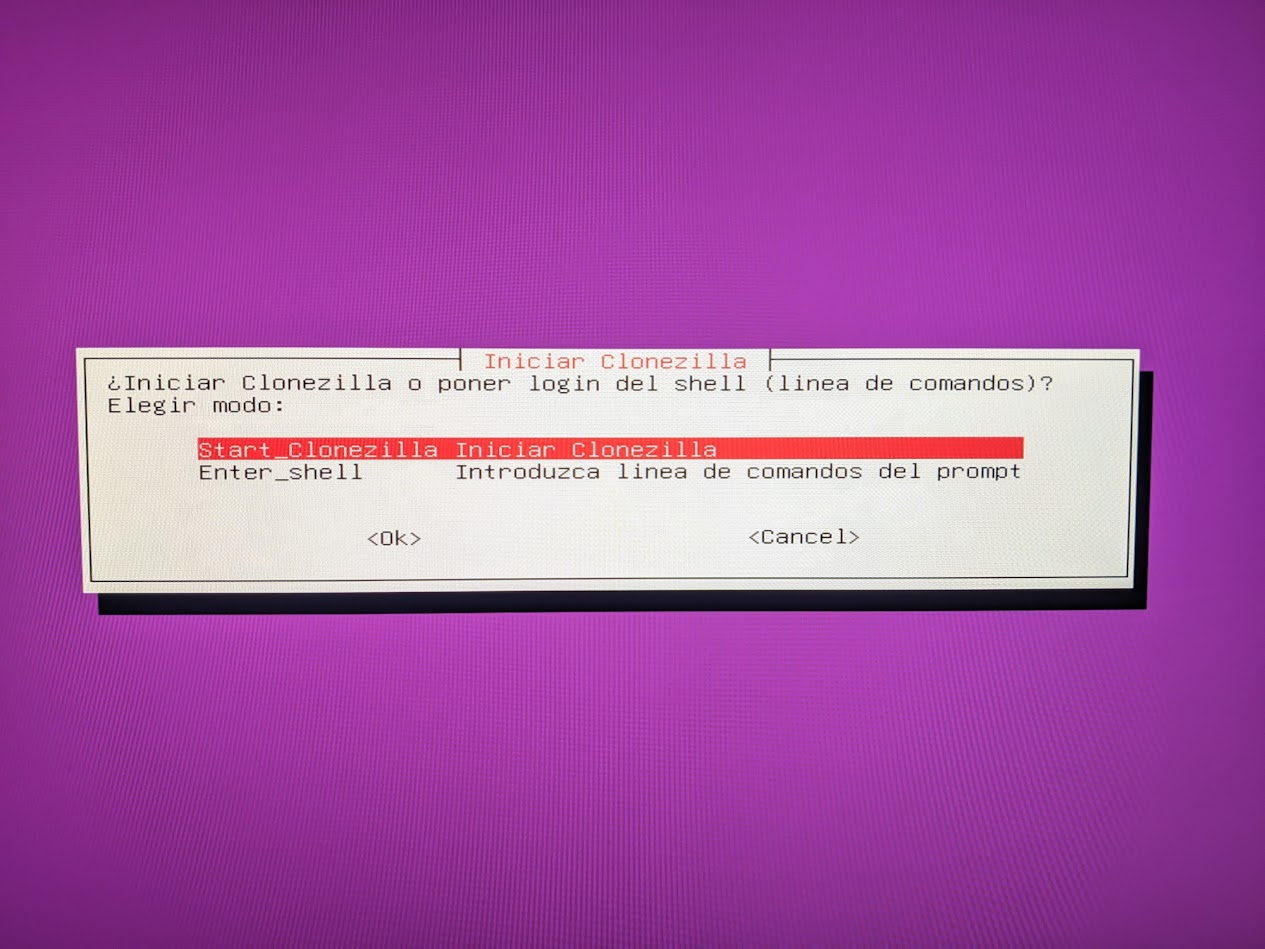 Iniciar Clonezilla
¿Iniciar Clonezilla o poner login del shell (linea de comandos)?
Elegir modo:
Start_Clonezilla Iniciar Clonezilla
Enter_shell Introduzca linea de comandos del prompt
<Ok> <Cancel>